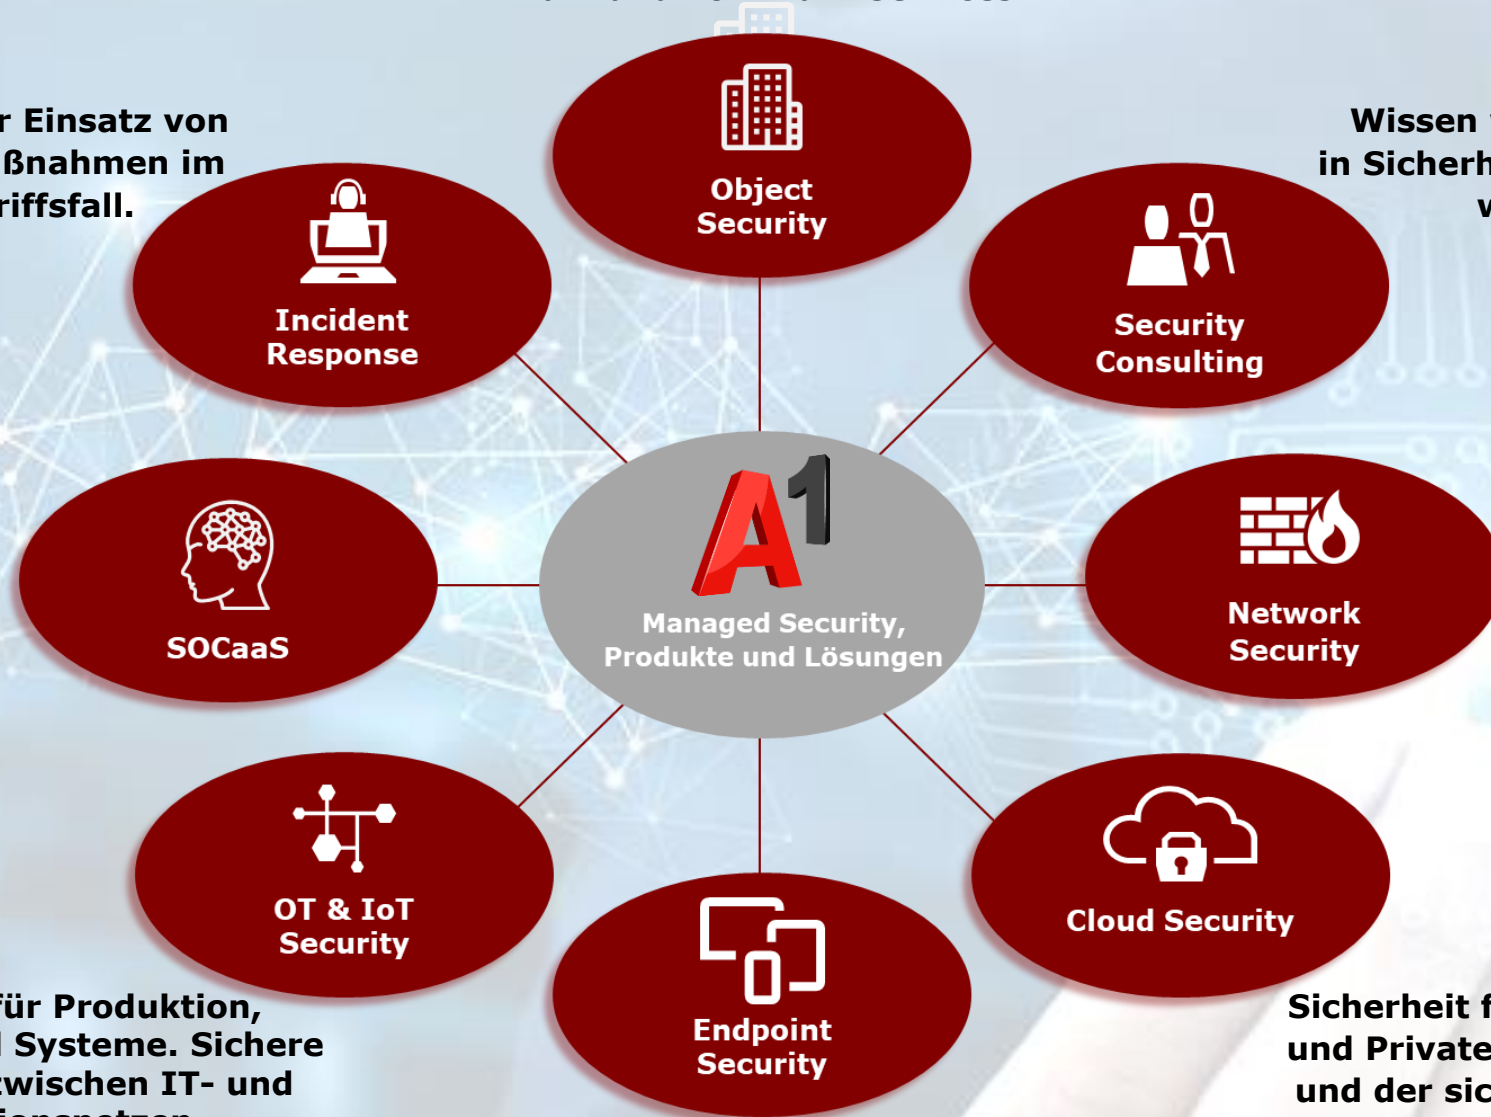 r Einsatz von
ßnahmen im
riffsfall.
Object
Security
Wissen
in Sicherh
Incident
Response
Security
Consulting
A1
Managed Security,
Produkte und Lösungen
SOCaaS
Network
Security
OT & IoT
Security
Cloud Security
Endpoint
Security
für Produktion,
Systeme. Sichere
zwischen IT- und
Sicherheit f
und Private
und der sic